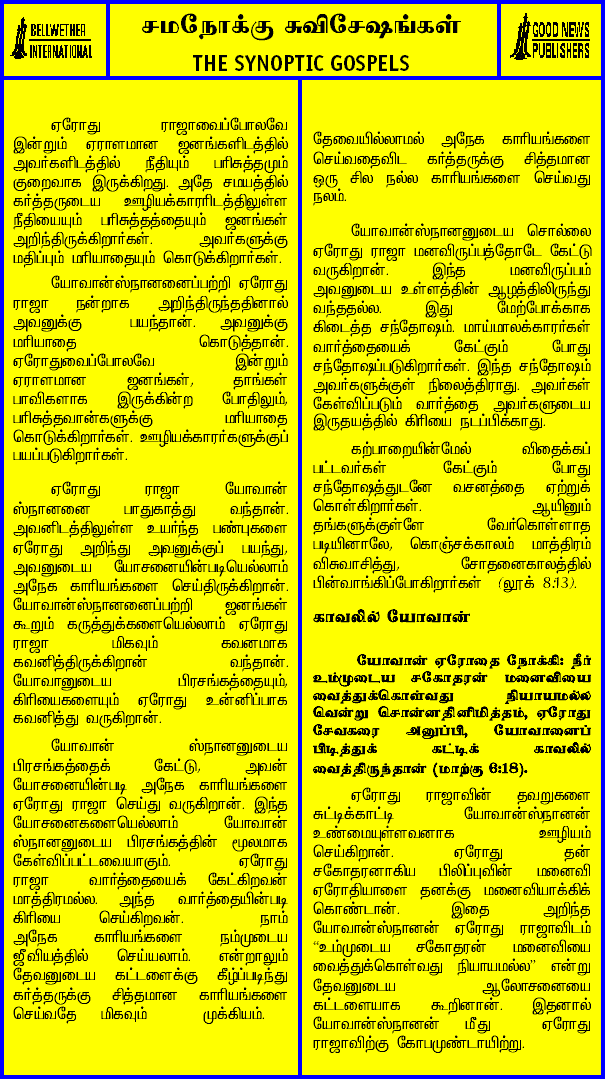 BELLWETHER
INTERNATIONAL
சமநோக்கு சுவிசேஷங்கள்
THE SYNOPTIC GOSPELS
GOOD NEWS
PUBLISHERS
ஏரோது ராஜாவைப்போலவே
இன்றும் ஏராளமான ஜனங்களிடத்தில்
அவர்களிடத்தில் நீதியும் பரிசுத்தமும்
குறைவாக இருக்கிறது. அதே சமயத்தில்
கர்த்தருடைய ஊழியக்காரரிடத்திலுள்ள
நீதியையும் பரிசுத்தத்தையும் ஜனங்கள்
அறிந்திருக்கிறார்கள். அவர்களுக்கு
மதிப்பும் மரியாதையும் கொடுக்கிறார்கள்.
யோவான்ஸ்நானனைப்பற்றி ஏரோது
ராஜா நன்றாக அறிந்திருந்ததினால்
அவனுக்கு பயந்தான். அவனுக்கு
மரியாதை கொடுத்தான்.
ஏரோதுவைப்போலவே இன்றும்
ஏராளமான ஜனங்கள், தாங்கள்
பாவிகளாக இருக்கின்ற போதிலும்,
பரிசுத்தவான்களுக்கு மரியாதை
கொடுக்கிறார்கள். ஊழியக்காரர்களுக்குப்
பயப்படுகிறார்கள்.
ஏரோது ராஜா யோவான்
ஸ்நானனை பாதுகாத்து வந்தான்.
அவனிடத்திலுள்ள உயர்ந்த பண்புகளை
ஏரோது அறிந்து அவனுக்குப் பயந்து,
அவனுடைய யோசனையின்படியெல்லாம்
அநேக காரியங்களை செய்திருக்கிறான்.
யோவான்ஸ்நானனைப்பற்றி ஜனங்கள்
கூறும் கருத்துக்களையெல்லாம் ஏரோது
ராஜா மிகவும் கவனமாக
கவனித்திருக்கிறான் வந்தான்.
யோவானுடைய பிரசங்கத்தையும்,
கிரியைகளையும் ஏரோது உன்னிப்பாக
கவனித்து வருகிறான்.
யோவான் ஸ்நானனுடைய
பிரசங்கத்தைக் கேட்டு, அவன்
யோசனையின்படி அநேக காரியங்களை
ஏரோது ராஜா செய்து வருகிறான். இந்த
யோசனைகளையெல்லாம் யோவான்
ஸ்நானனுடைய பிரசங்கத்தின் மூலமாக
கேள்விப்பட்டவையாகும். ஏரோது
ராஜா வார்த்தையைக் கேட்கிறவன்
மாத்திரமல்ல. அந்த வார்த்தையின்படி
கிரியை செய்கிறவன். நாம்
அநேக காரியங்களை நம்முடைய
ஜீவியத்தில் செய்யலாம். என்றாலும்
தேவனுடைய கட்டளைக்கு கீழ்ப்படிந்து
கர்த்தருக்கு சித்தமான காரியங்களை
செய்வதே மிகவும் முக்கியம்.
தேவையில்லாமல் அநேக காரியங்களை
செய்வதைவிட கர்த்தருக்கு சித்தமான
ஒரு சில நல்ல காரியங்களை செய்வது
நலம்.
யோவான்ஸ்நானனுடைய சொல்லை
ஏரோது ராஜா மனவிருப்பத்தோடே கேட்டு
வருகிறான். இந்த மனவிருப்பம்
அவனுடைய உள்ளத்தின் ஆழத்திலிருந்து
வந்ததல்ல. இது மேற்போக்காக
கிடைத்த சந்தோஷம். மாய்மாலக்காரர்கள்
வார்த்தையைக் கேட்கும் போது
சந்தோஷப்படுகிறார்கள். இந்த சந்தோஷம்
அவர்களுக்குள் நிலைத்திராது. அவர்கள்
கேள்விப்படும் வார்த்தை அவர்களுடைய
இருதயத்தில் கிரியை நடப்பிக்காது.
கற்பாறையின்மேல் விதைக்கப்
பட்டவர்கள் கேட்கும் போது
சந்தோஷத்துடனே வசனத்தை ஏற்றுக்
கொள்கிறார்கள். ஆயினும்
தங்களுக்குள்ளே வேர்கொள்ளாத
படியினாலே, கொஞ்சக்காலம் மாத்திரம்
விசுவாசித்து, சோதனைகாலத்தில்
பின்வாங்கிப்போகிறார்கள் (லூக் 8:13).
காவலில் யோவான்
யோவான் ஏரோதை நோக்கி: நீர்
உம்முடைய சகோதரன் மனைவியை
வைத்துக்கொள்வது நியாயமல்ல
வென்று சொன்னதினிமித்தம், ஏரோது
சேவகரை அனுப்பி, யோவானைப்
பிடித்துக் கட்டிக் காவலில்
வைத்திருந்தான் (மாற்கு 6:18).
ஏரோது ராஜாவின் தவறுகளை
சுட்டிக்காட்டி யோவான்ஸ்நானன்
உண்மையுள்ளவனாக ஊழியம்
செய்கிறான். ஏரோது தன்
சகோதரனாகிய பிலிப்புவின் மனைவி
ஏரோதியாளை தனக்கு மனைவியாக்கிக்
கொண்டான். இதை அறிந்த
யோவான்ஸ்நானன் ஏரோது ராஜாவிடம்
“உம்முடைய சகோதரன் மனைவியை
வைத்துக்கொள்வது நியாயமல்ல” என்று
தேவனுடைய ஆலோசனையை
கட்டளையாக கூறினான். இதனால்
யோவான்ஸ்நானன் மீது ஏரோது
ராஜாவிற்கு கோபமுண்டாயிற்று.